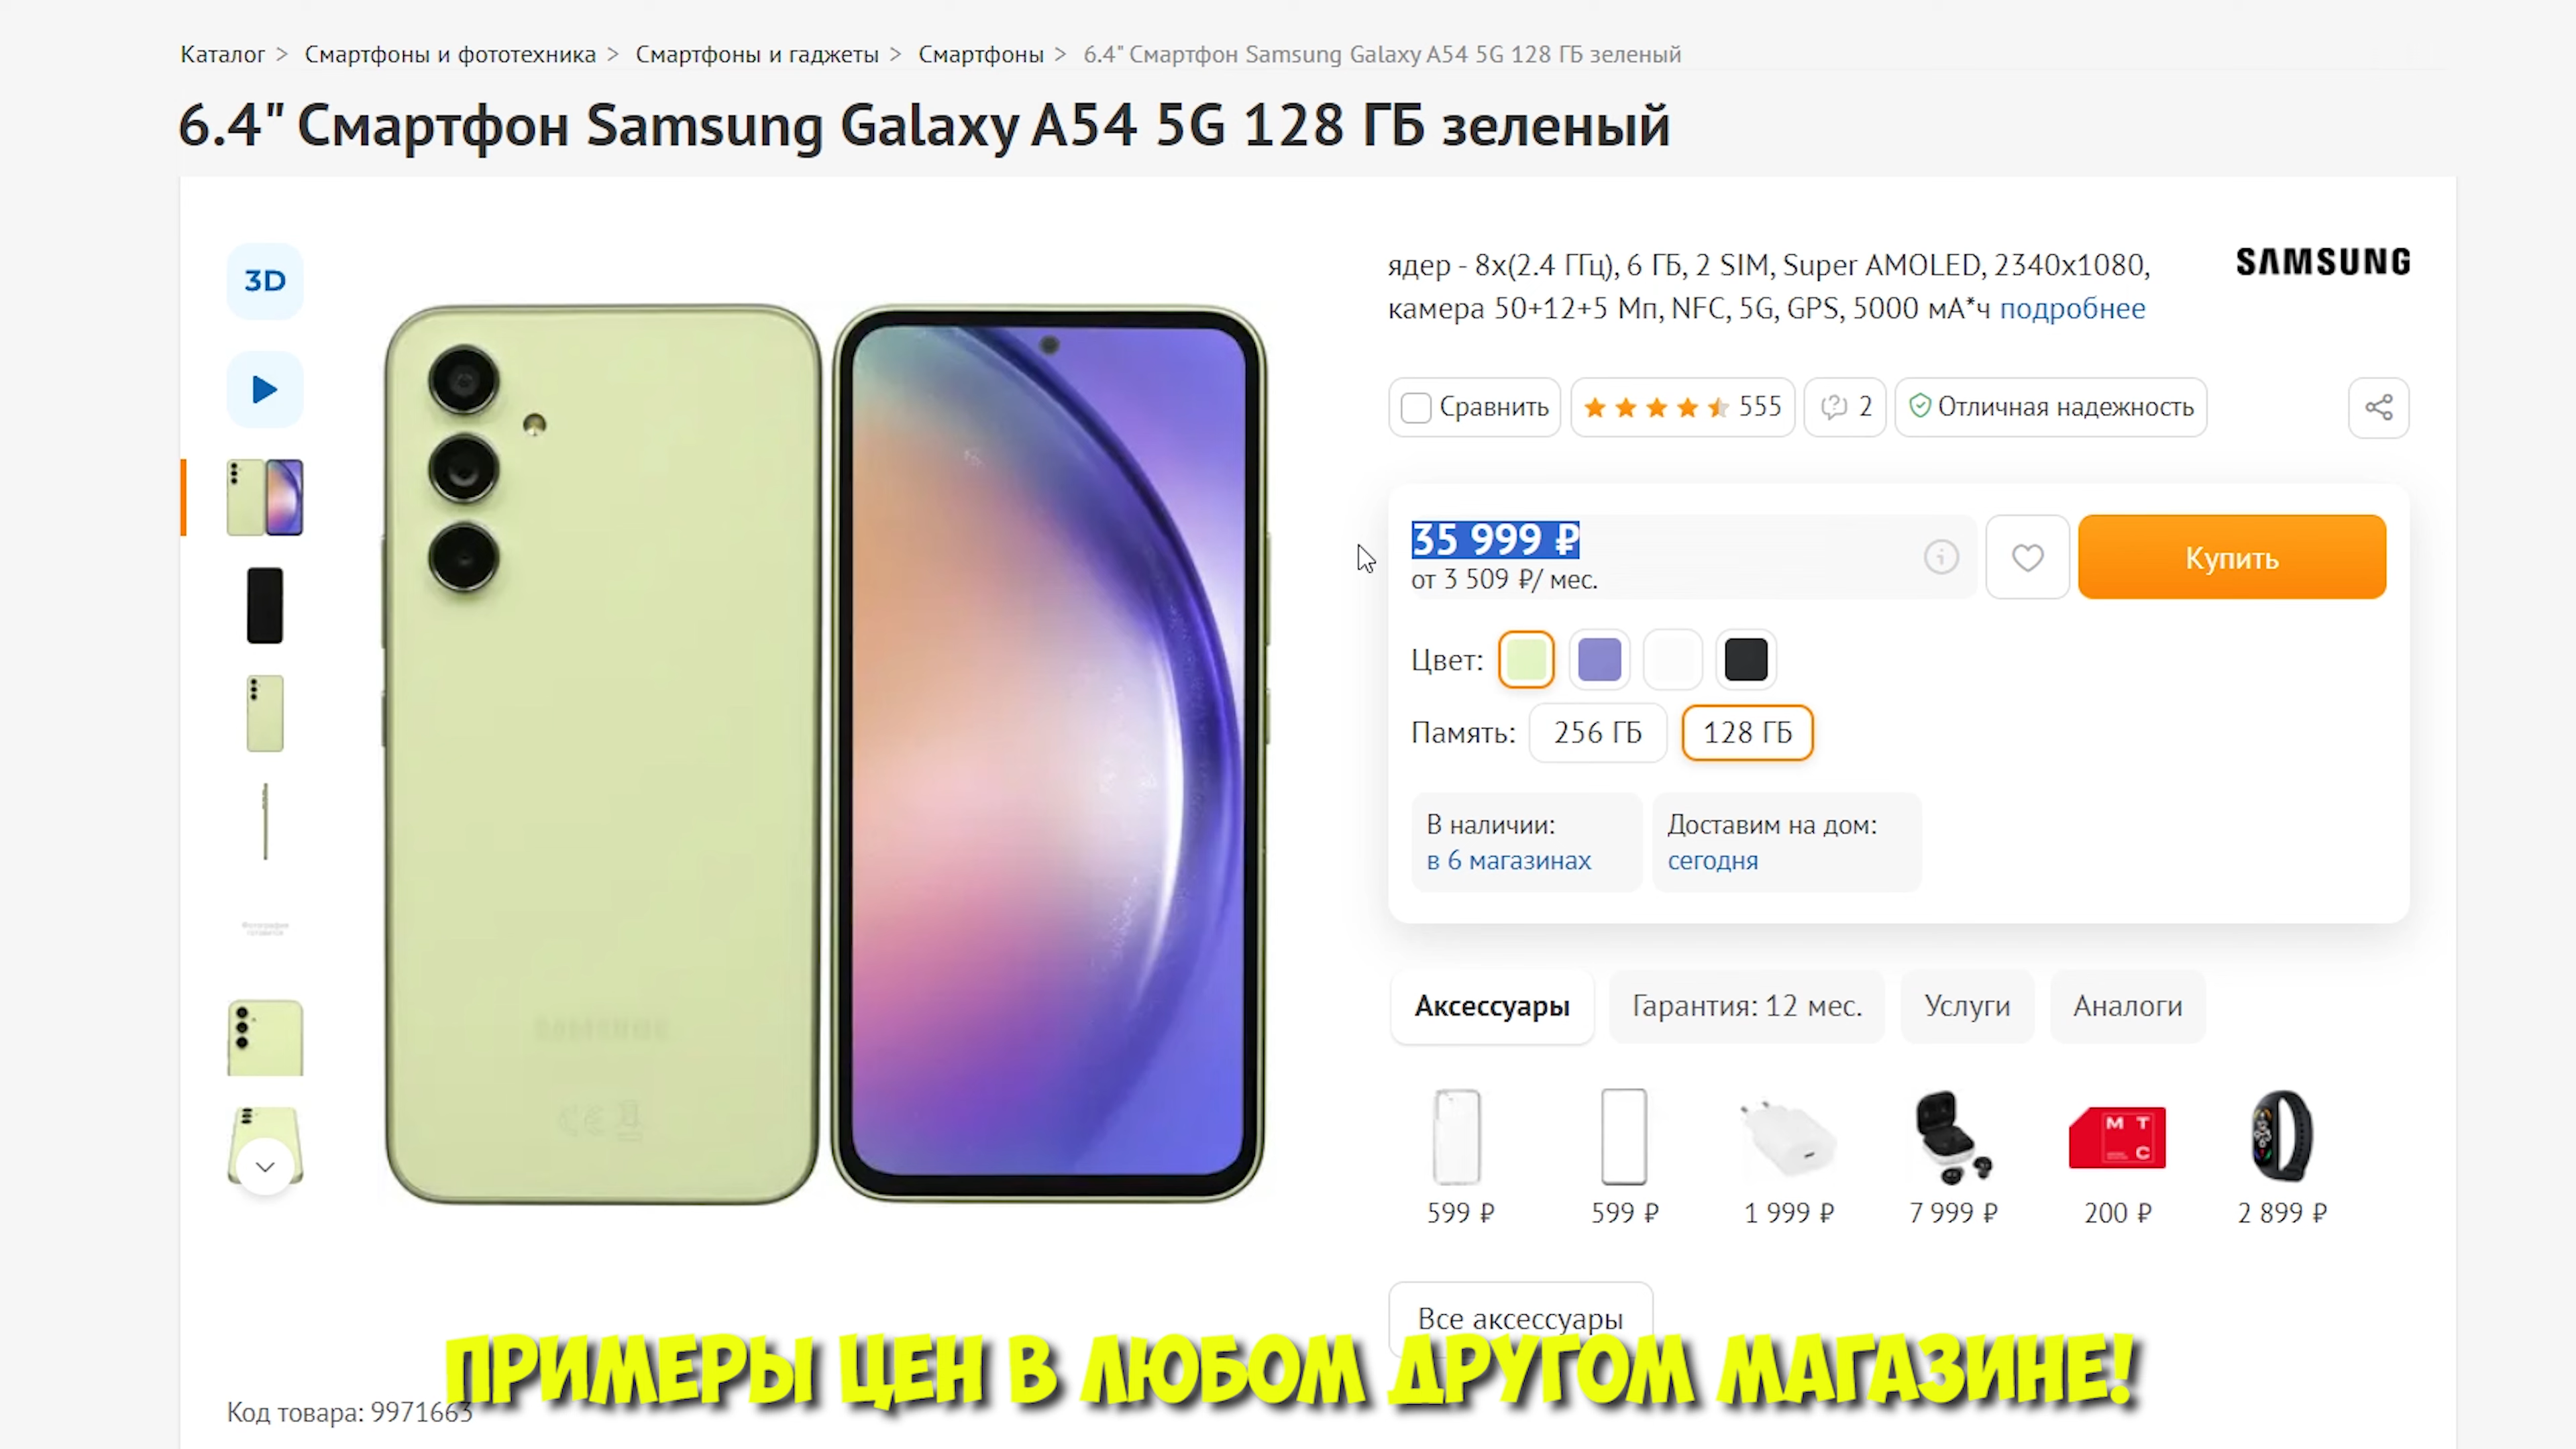 Каталог > Смартфоны и фототехника > Смартфоны и гаджеты > Смартфоны > 6.4" Смартфон Samsung Galaxy A54 5G 128 ГБ зеленый
6.4" Смартфон Samsung Galaxy A54 5G 128 ГБ зеленый
3D
ядер - 8x(2.4 ГГц), 6 ГБ, 2 SIM, Super AMOLED, 2340x1080,
камера 50+12+5 Мп, NFC, 5G, GPS, 5000 мА*ч подробнее
SAMSUNG
Сравнить
555
2
Отличная надежность
35 999 ₽
от 3 509 ₽/ мес.
Купить
Цвет:
Память: 256 ГБ 128 ГБ
В наличии:
в 6 магазинах
Доставим на дом:
сегодня
Фотография
готовится
SAMSUNG
Аксессуары Гарантия: 12 мес. Услуги Аналоги
М Т
С
599 ₽ 599 ₽ 1 999 ₽ 7 999 ₽ 200 ₽ 2 899 ₽
Все аксессуары
ПРИМЕРЫ ЦЕН В ЛЮБОМ ДРУГОМ МАГАЗИНЕ!
Код товара: 9971663